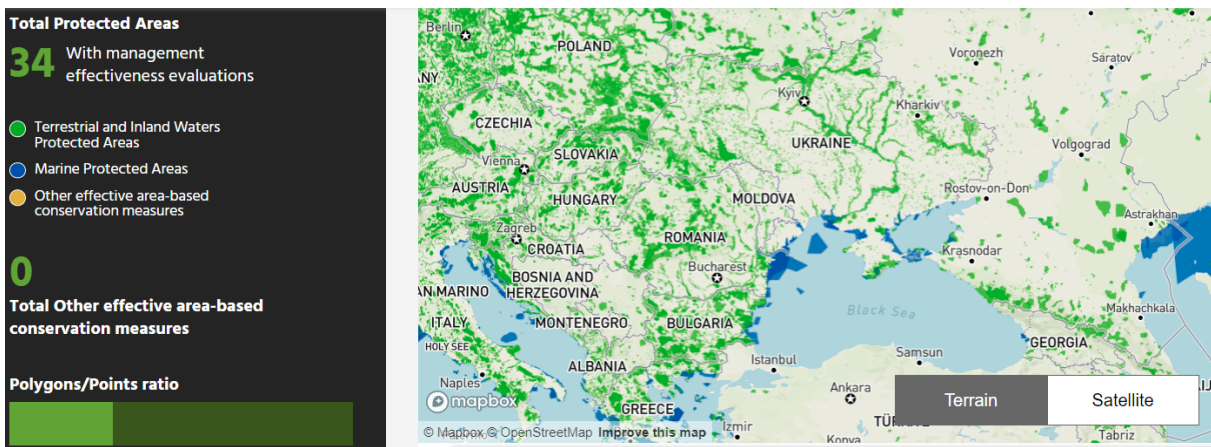 Total Protected Areas
34 With management
effectiveness evaluations
Terrestrial and Inland Waters
Protected Areas
Marine Protected Areas
Other effective area-based
conservation measures
0
Total Other effective area-based
conservation measures
Polygons/Points ratio
Berlin
POLAND
Voronezh
Saratov
ANY
Kyiv
Kharkiv
CZECHIA
UKRAINE
Volgograd
SLOVAKIA
Vienna
AUSTRIA
HUNGARY
MOLDOVA
Rostov-on-Don
Astrakhan
Zagreb
CROATIA
ROMANIA
Krasnodar
Bucharest
BOSNIA AND
HERZEGOVINA
AN MARINO
Makhachkala
Black Sea
ITALY
MONTENEGRO
BULGARIA
HOLY SEE
GEORGIA
Istanbul
Samsun
ALBANIA
Naples
Ankara
mapbox
GREECE
Terrain
Satellite
TÜR
© Mapbox © OpenStreetMap Improve this map
Izmir
Konya
Tabriz